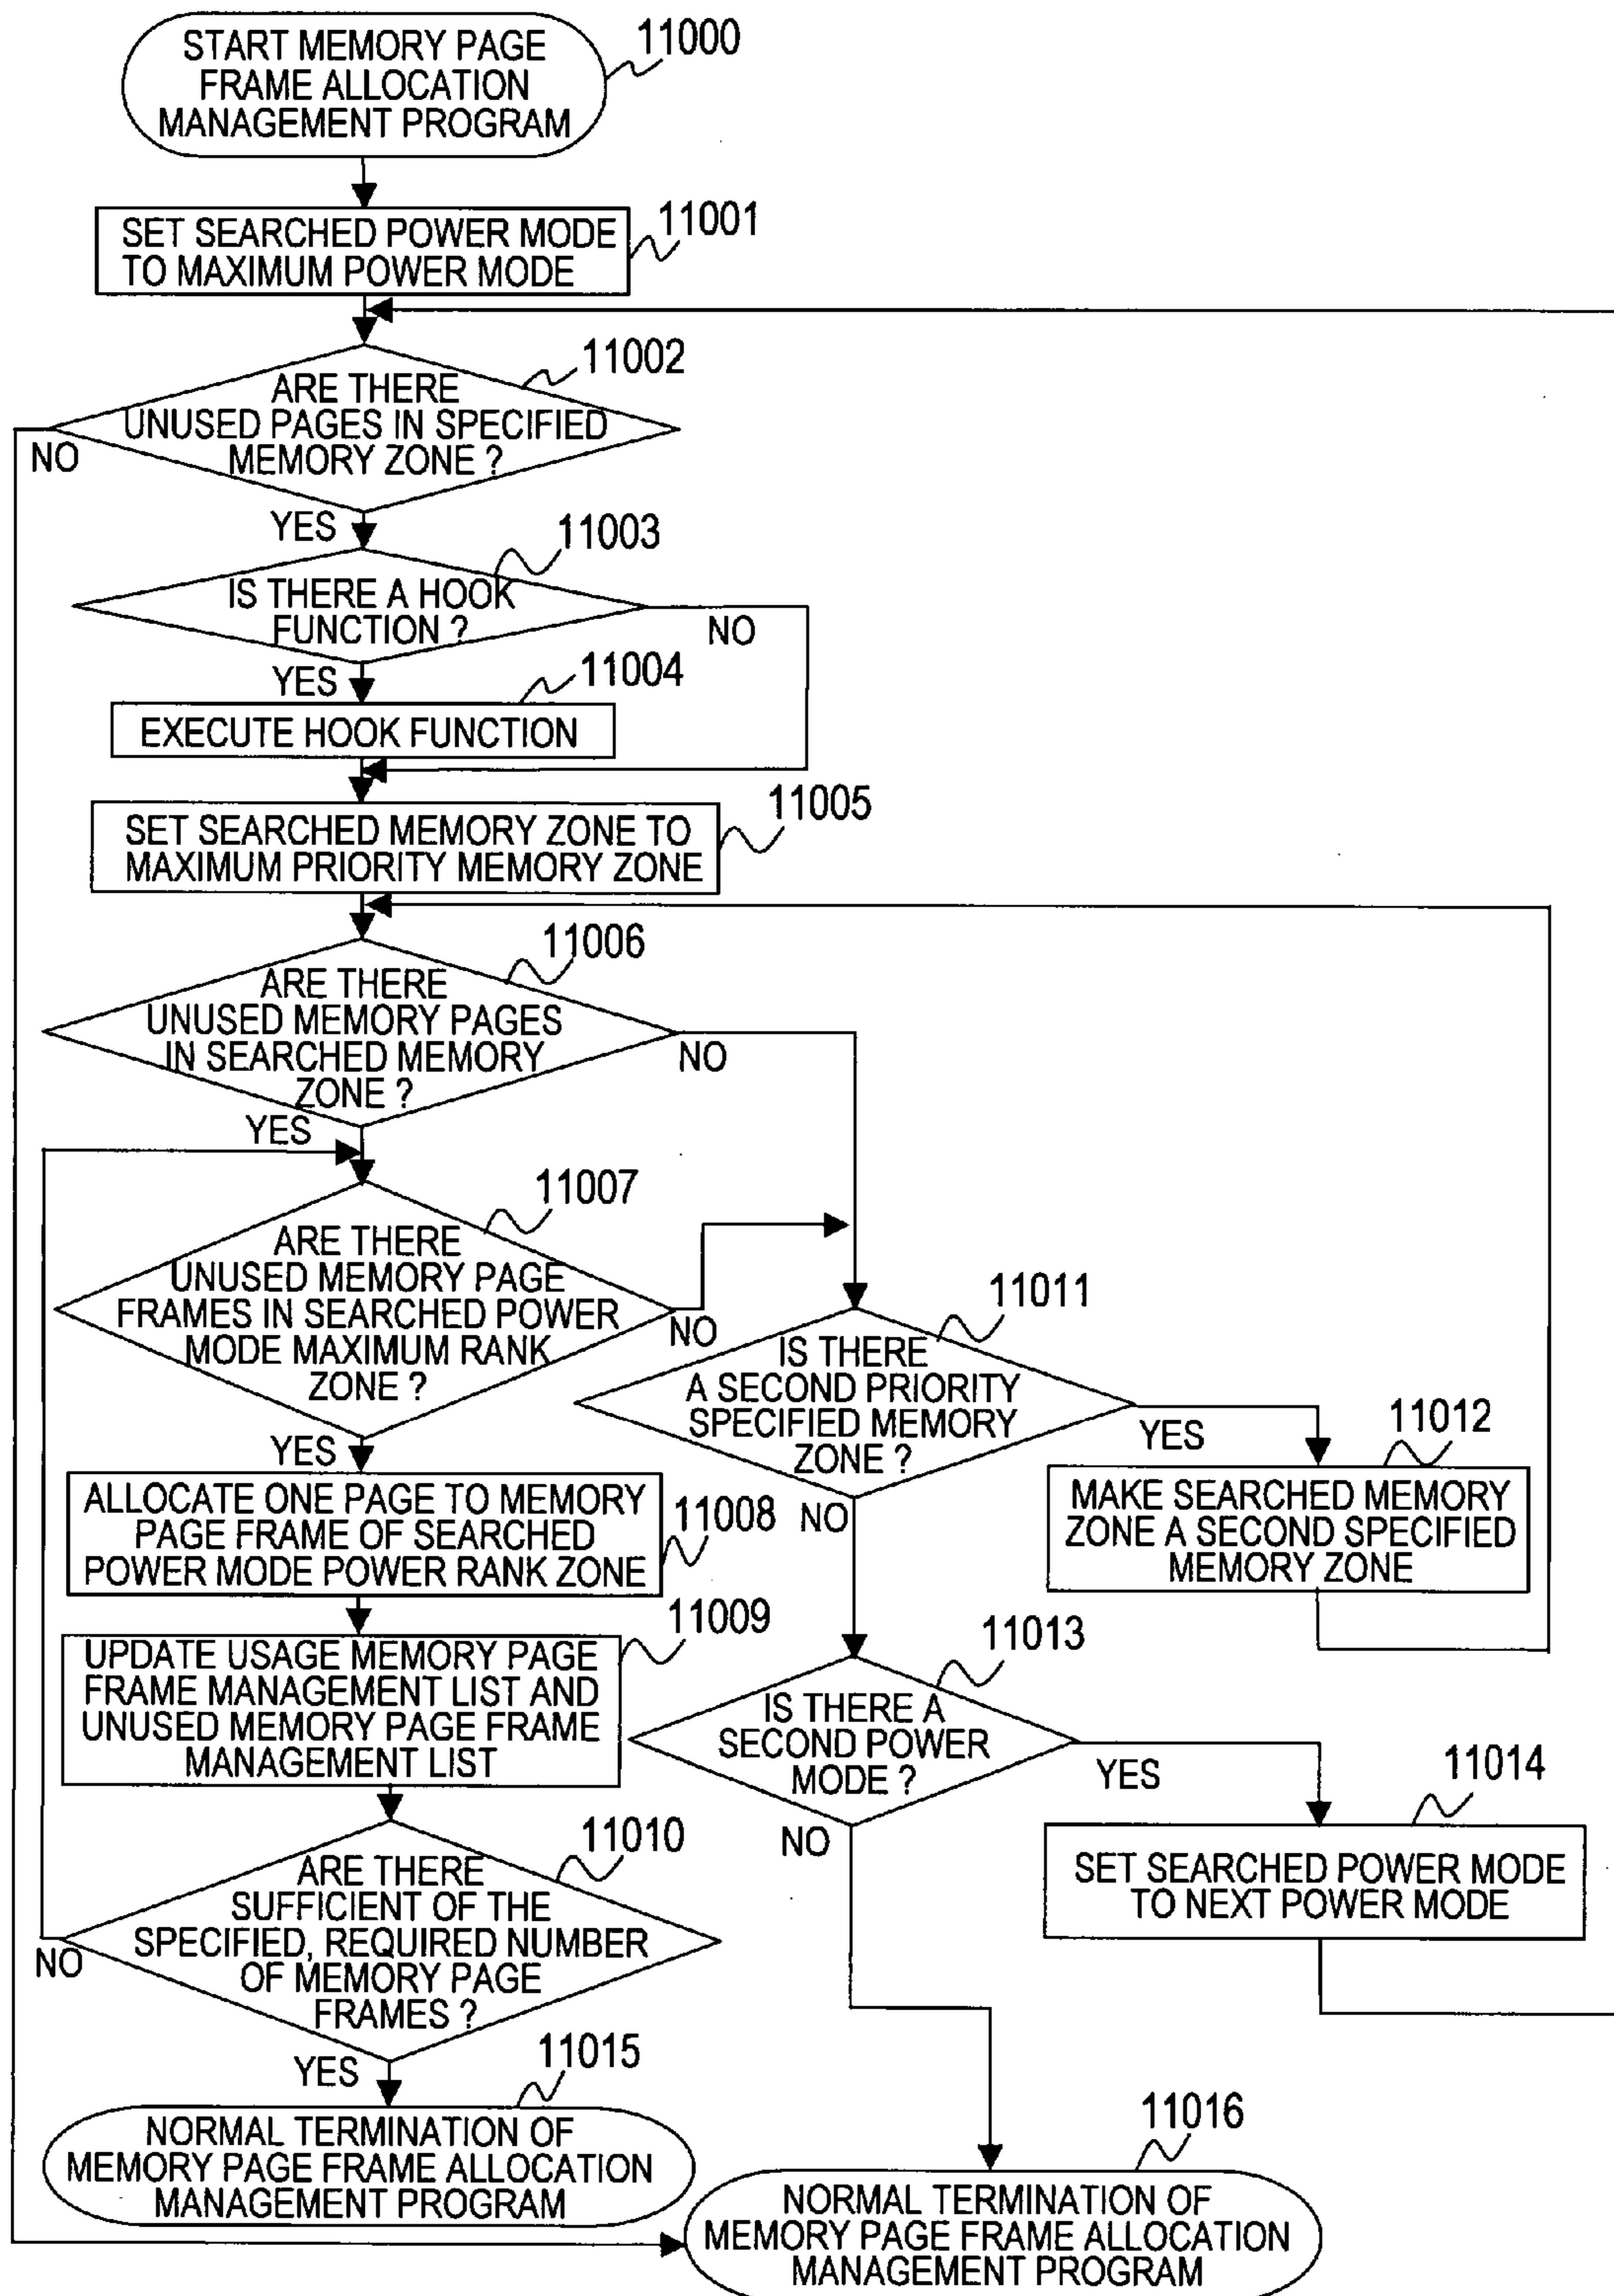 START MEMORY PAGE
FRAME ALLOCATION
MANAGEMENT PROGRAM
11000
SET SEARCHED POWER MODE
TO MAXIMUM POWER MODE
11001
ARE THERE
UNUSED PAGES IN SPECIFIED
MEMORY ZONE ?
11002
NO
YES
IS THERE A HOOK
FUNCTION ?
11003
NO
YES
EXECUTE HOOK FUNCTION
11004
SET SEARCHED MEMORY ZONE TO
MAXIMUM PRIORITY MEMORY ZONE
11005
ARE THERE
UNUSED MEMORY PAGES
IN SEARCHED MEMORY
ZONE ?
11006
NO
YES
ARE THERE
UNUSED MEMORY PAGE
FRAMES IN SEARCHED POWER
MODE MAXIMUM RANK
ZONE ?
11007
NO
YES
ALLOCATE ONE PAGE TO MEMORY
PAGE FRAME OF SEARCHED
POWER MODE POWER RANK ZONE
11008
UPDATE USAGE MEMORY PAGE
FRAME MANAGEMENT LIST AND
UNUSED MEMORY PAGE FRAME
MANAGEMENT LIST
11009
ARE THERE
SUFFICIENT OF THE
SPECIFIED, REQUIRED NUMBER
OF MEMORY PAGE
FRAMES ?
11010
NO
YES
IS THERE
A SECOND PRIORITY
SPECIFIED MEMORY
ZONE ?
11011
YES
NO
MAKE SEARCHED MEMORY
ZONE A SECOND SPECIFIED
MEMORY ZONE
11012
IS THERE A
SECOND POWER
MODE ?
11013
YES
NO
SET SEARCHED POWER MODE
TO NEXT POWER MODE
11014
NORMAL TERMINATION OF
MEMORY PAGE FRAME ALLOCATION
MANAGEMENT PROGRAM
11015
NORMAL TERMINATION OF
MEMORY PAGE FRAME ALLOCATION
MANAGEMENT PROGRAM
11016